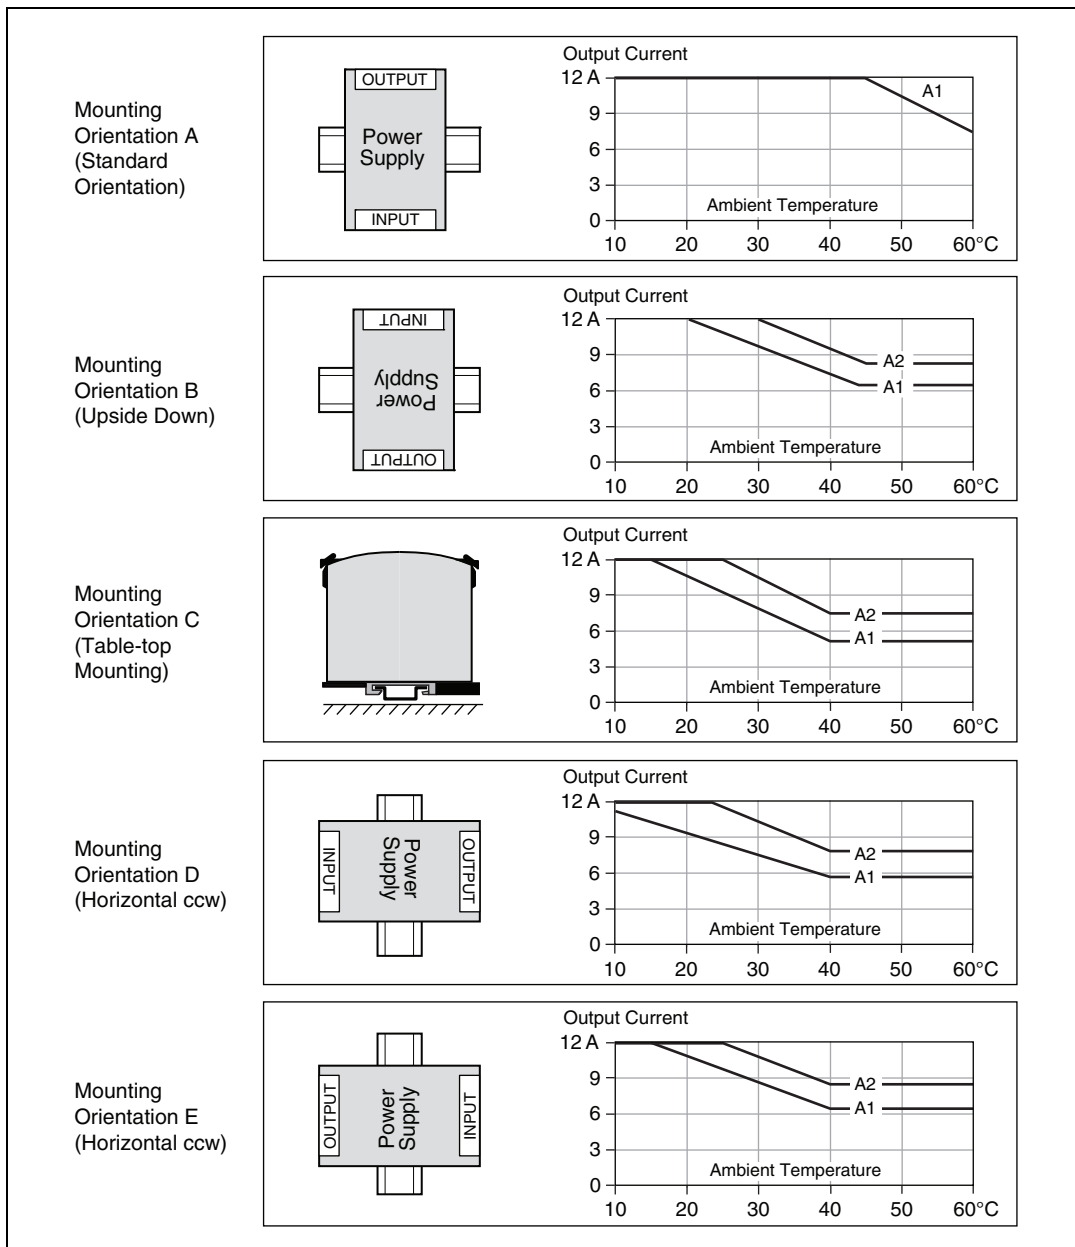 Mounting
Orientation A
(Standard
Orientation)
OUTPUT
Power
Supply
INPUT
Output Current
12 A
9
6
3
0
A1
Ambient Temperature
10 20 30 40 50 60°C
Mounting
Orientation B
(Upside Down)
INPUT
Power
Supply
OUTPUT
Output Current
12 A
9
6
3
0
A2
A1
Ambient Temperature
10 20 30 40 50 60°C
Mounting
Orientation C
(Table-top
Mounting)
Output Current
12 A
9
6
3
0
A2
A1
Ambient Temperature
10 20 30 40 50 60°C
Mounting
Orientation D
(Horizontal ccw)
INPUT
Power
Supply
OUTPUT
Output Current
12 A
9
6
3
0
A2
A1
Ambient Temperature
10 20 30 40 50 60°C
Mounting
Orientation E
(Horizontal ccw)
OUTPUT
Power
Supply
INPUT
Output Current
12 A
9
6
3
0
A2
A1
Ambient Temperature
10 20 30 40 50 60°C